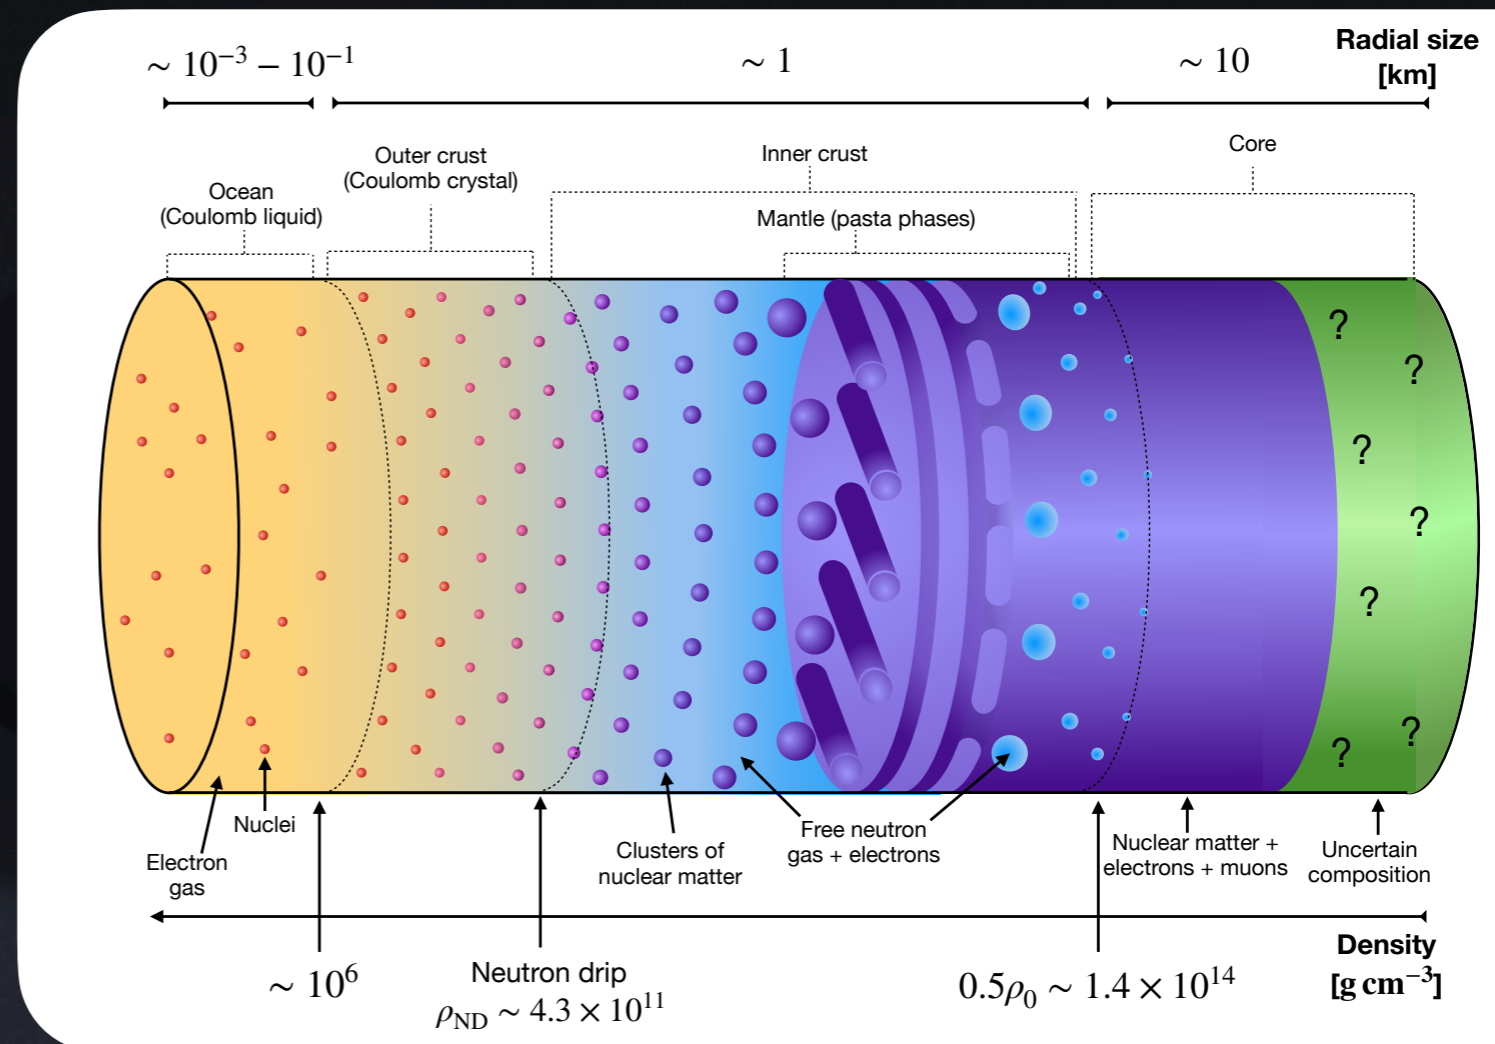 ∼ 10⁻³ − 10⁻¹
∼ 1
∼ 10
Radial size
[km]
Ocean
(Coulomb liquid)
Outer crust
(Coulomb crystal)
Inner crust
Mantle (pasta phases)
Core
?
?
?
?
?
?
?
Electron
gas
Nuclei
Clusters of
nuclear matter
Free neutron
gas + electrons
Nuclear matter +
electrons + muons
Uncertain
composition
∼ 10⁶
Neutron drip
ρ_ND ∼ 4.3 × 10¹¹
0.5ρ₀ ∼ 1.4 × 10¹⁴
Density
[g cm⁻³]